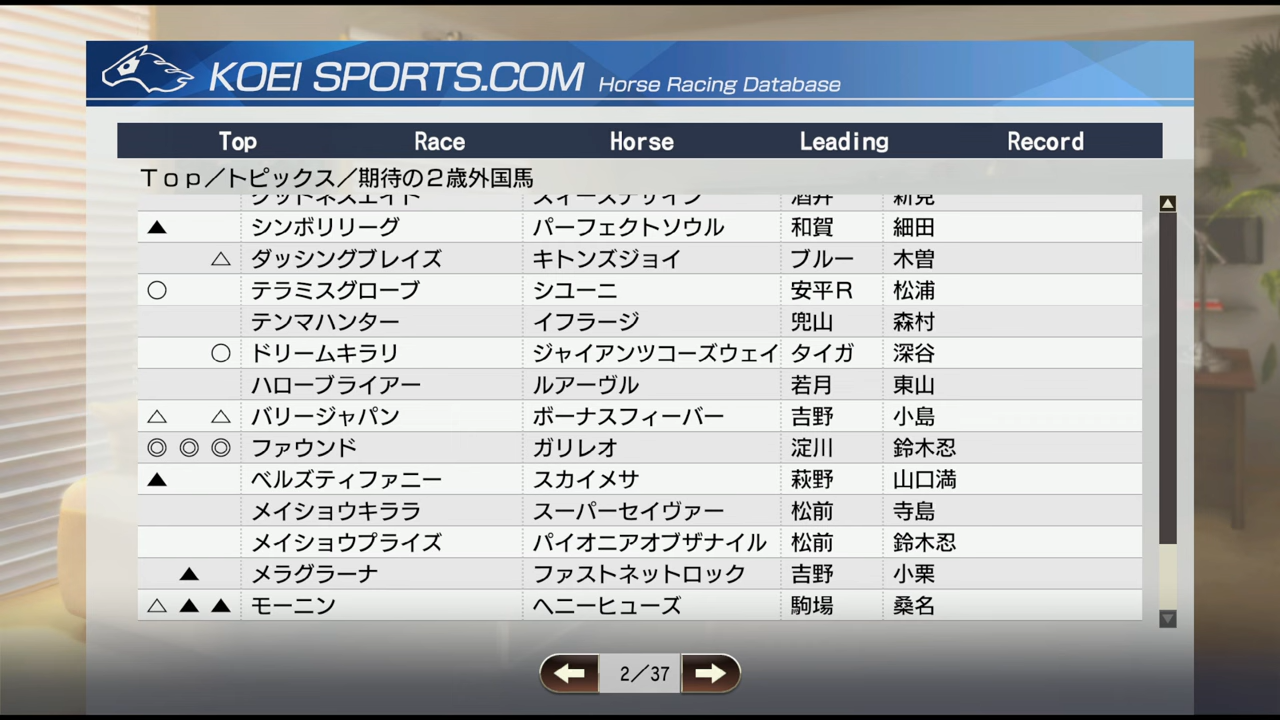 KOEI SPORTS.COM Horse Racing Database
Top Race Horse Leading Record
Ｔｏｐ／トピックス／期待の２歳外国馬
▲ シンボリリーグ パーフェクトソウル 和賀 細田
△ ダッシングブレイズ キトンズジョイ ブルー 木曽
○ テラミスグローブ シユーニ 安平Ｒ 松浦
テンマハンター イフラージ 兜山 森村
○ ドリームキラリ ジャイアンツコーズウェイ タイガ 深谷
ハローブライアー ルアーヴル 若月 東山
△ △ バリージャパン ボーナスフィーバー 吉野 小島
◎ ◎ ◎ ファウンド ガリレオ 淀川 鈴木忍
▲ ベルズティファニー スカイメサ 萩野 山口満
メイショウキララ スーパーセイヴァー 松前 寺島
メイショウプライズ パイオニアオブザナイル 松前 鈴木忍
▲ メラグラーナ ファストネットロック 吉野 小栗
△ ▲ ▲ モーニン ヘニーヒューズ 駒場 桑名
2／37